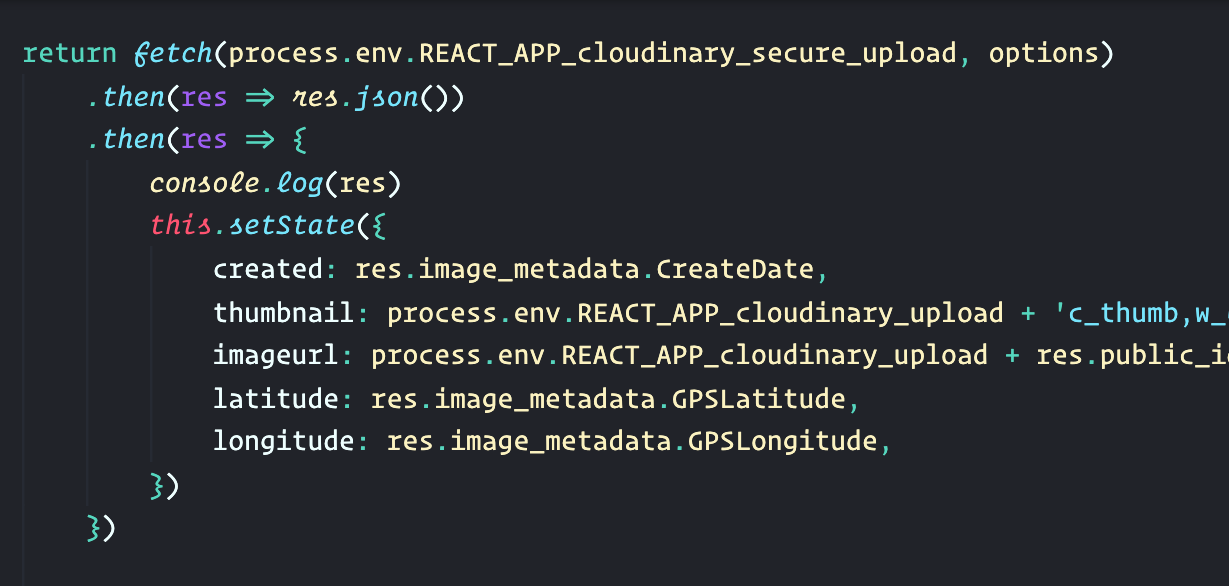 return fetch(process.env.REACT_APP_cloudinary_secure_upload, options)
.then(res => res.json())
.then(res => {
console.log(res)
this.setState({
created: res.image_metadata.CreateDate,
thumbnail: process.env.REACT_APP_cloudinary_upload + 'c_thumb,w_
imageurl: process.env.REACT_APP_cloudinary_upload + res.public_i
latitude: res.image_metadata.GPSLatitude,
longitude: res.image_metadata.GPSLongitude,
})
})